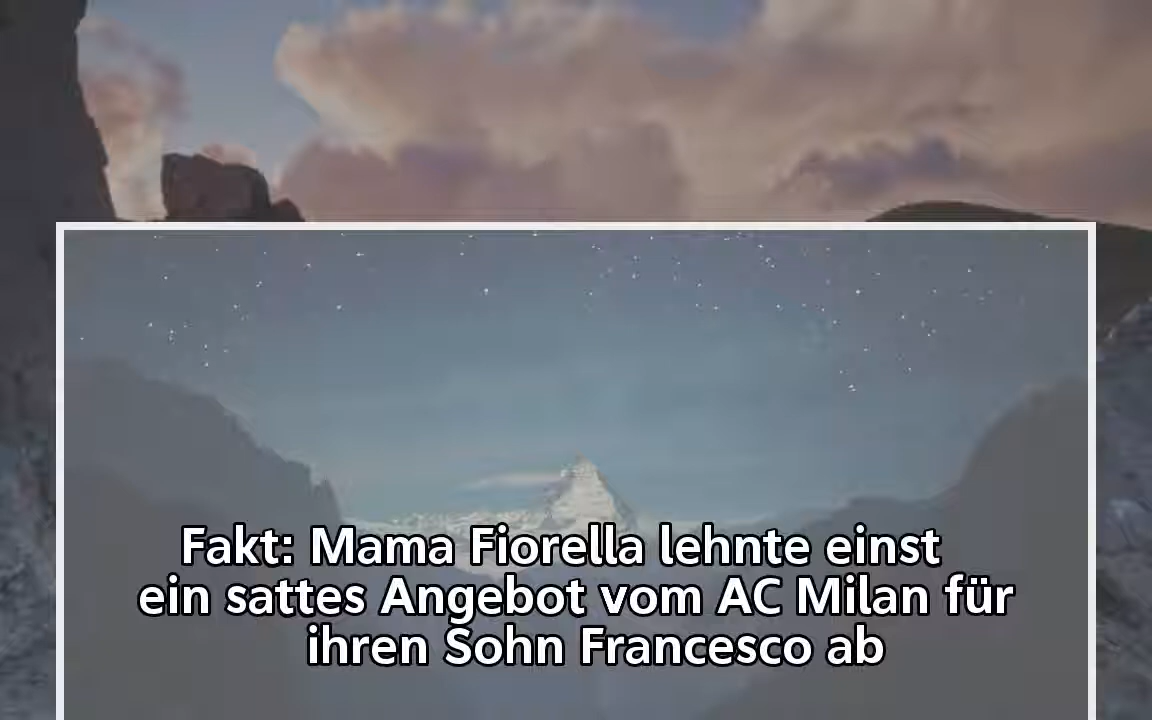 Fakt: Mama Fiorella lehnte einst
ein sattes Angebot vom AC Milan für
ihren Sohn Francesco ab